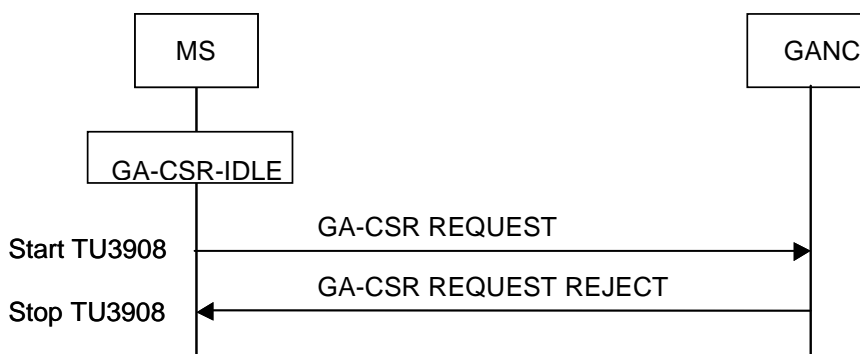 MS
GANC
GA-CSR-IDLE
GA-CSR REQUEST
Start TU3908
GA-CSR REQUEST REJECT
Stop TU3908